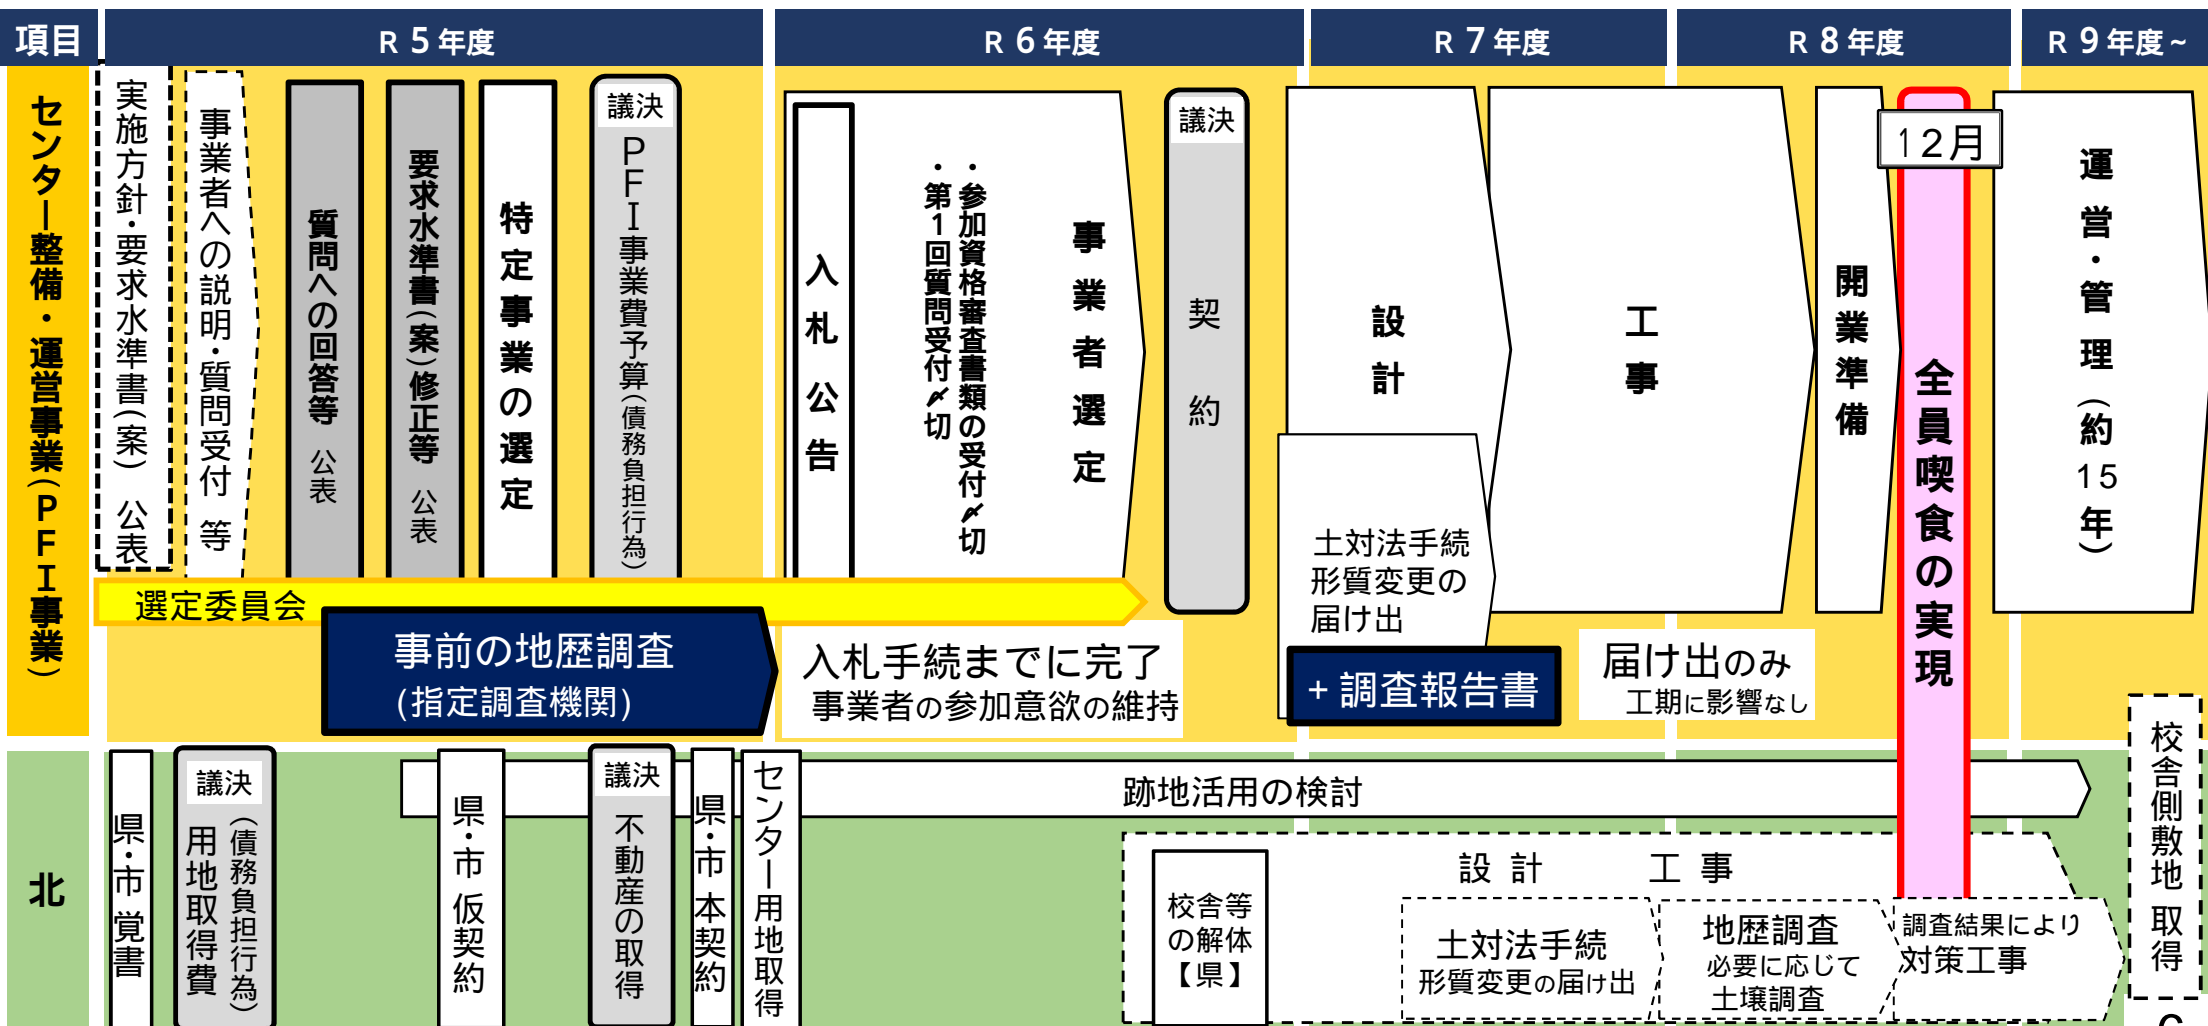 項目
R 5 年度
R 6 年度
R 7 年度
R 8 年度
R 9 年度 ~
センター整備・運営事業(PFI事業)
実施方針・要求水準書(案) 公表
事業者への説明・質問受付 等
質問への回答等 公表
要求水準書(案)修正等 公表
特定事業の選定
議決
PFI事業費予算(債務負担行為)
入札公告
・参加資格審査書類の受付〆切
・第1回質問受付〆切
事業者選定
議決
契約
設計
工事
開業準備
12月
全員喫食の実現
運営・管理(約15年)
土対法手続
形質変更の
届け出
選定委員会
事前の地歴調査
(指定調査機関)
入札手続までに完了
事業者の参加意欲の維持
+ 調査報告書
届け出のみ
工期に影響なし
北
県・市 覚書
議決
用地取得費
(債務負担行為)
県・市 仮契約
議決
不動産の取得
県・市 本契約
センター用地取得
跡地活用の検討
設計 工事
校舎等
の解体
【県】
土対法手続
形質変更の届け出
地歴調査
必要に応じて
土壌調査
調査結果により
対策工事
校舎側敷地 取得